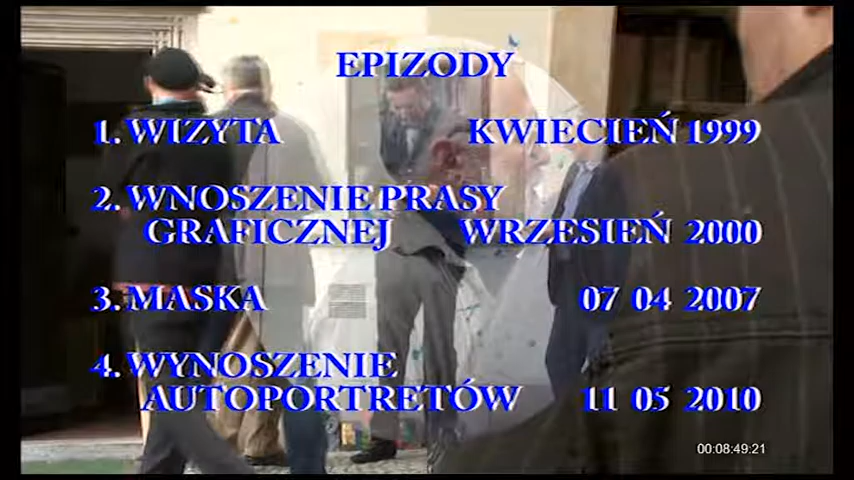 EPIZODY
1. WIZYTA KWIECIEŃ 1999
2. WNOSZENIE PRASY
GRAFICZNEJ WRZESIEŃ 2000
3. MASKA 07 04 2007
4. WYNOSZENIE
AUTOPORTRETÓW 11 05 2010
00:08:49:21